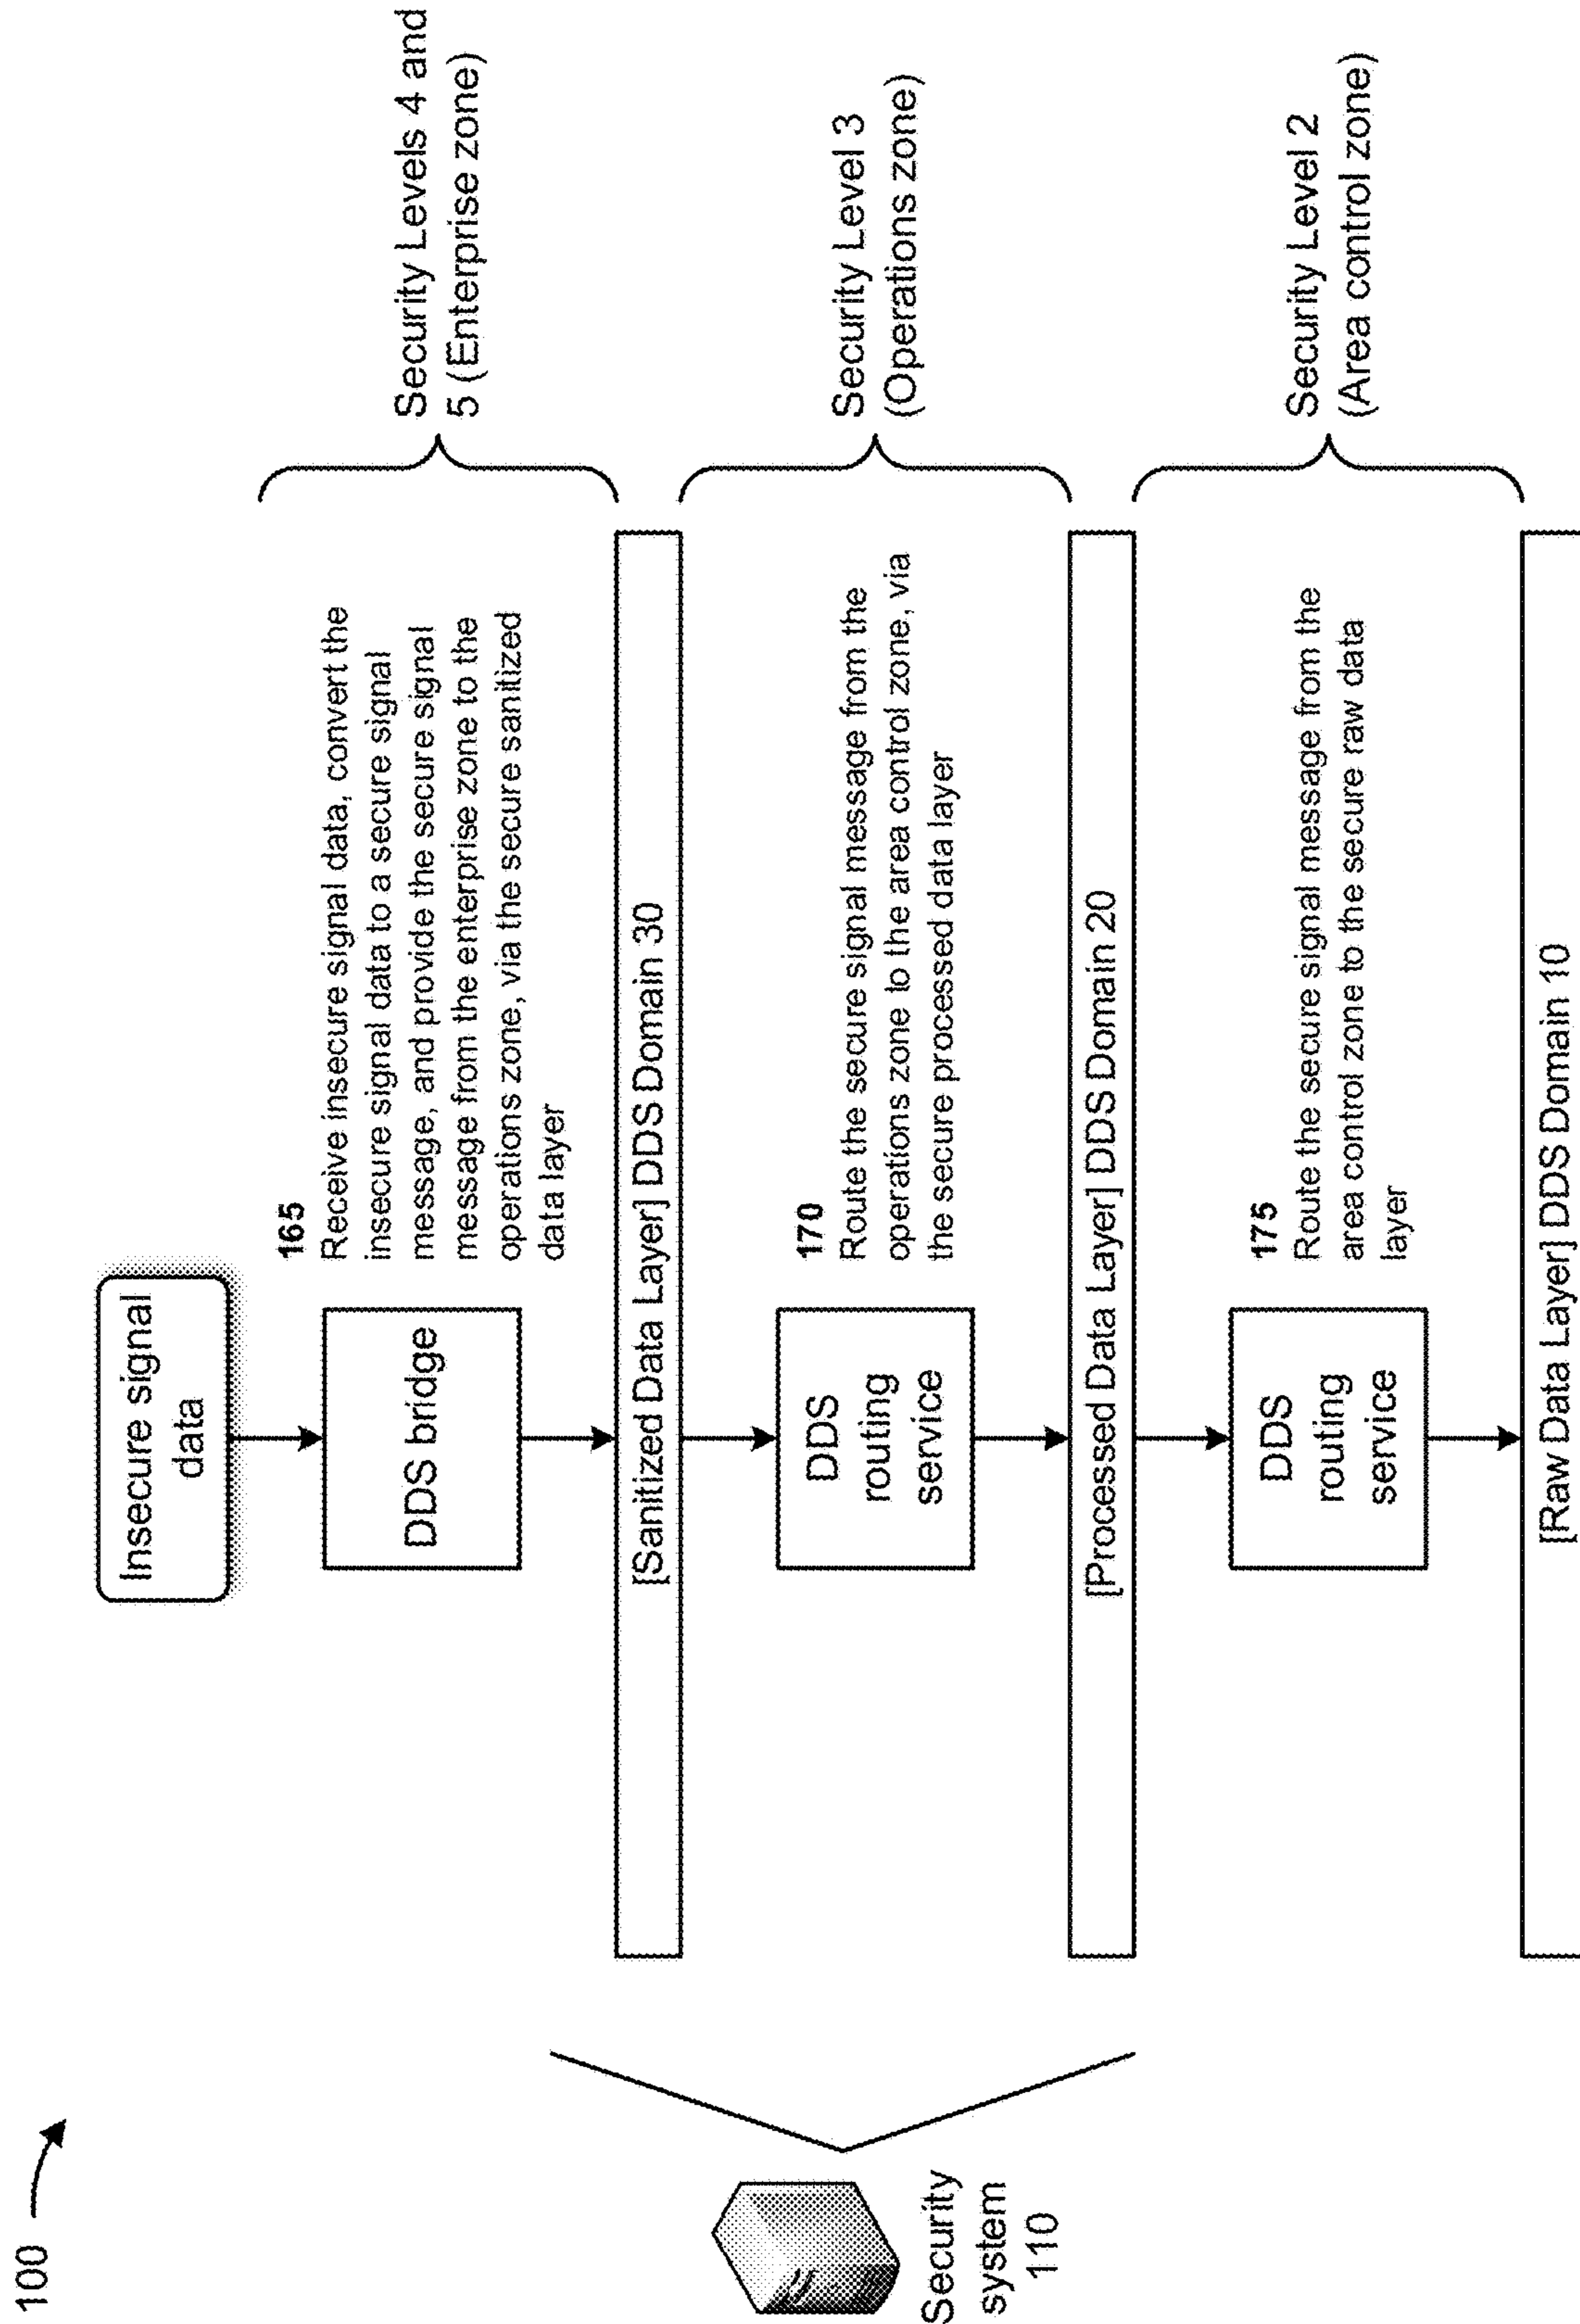 100
Insecure signal
data
DDS bridge
165
Receive insecure signal data, convert the
insecure signal data to a secure signal
message, and provide the secure signal
message from the enterprise zone to the
operations zone, via the secure sanitized
data layer
Security Levels 4 and
5 (Enterprise zone)
[Sanitized Data Layer] DDS Domain 30
Security
system
110
DDS
routing
service
170
Route the secure signal message from the
operations zone to the area control zone, via
the secure processed data layer
Security Level 3
(Operations zone)
[Processed Data Layer] DDS Domain 20
DDS
routing
service
175
Route the secure signal message from the
area control zone to the secure raw data
layer
Security Level 2
(Area control zone)
[Raw Data Layer] DDS Domain 10